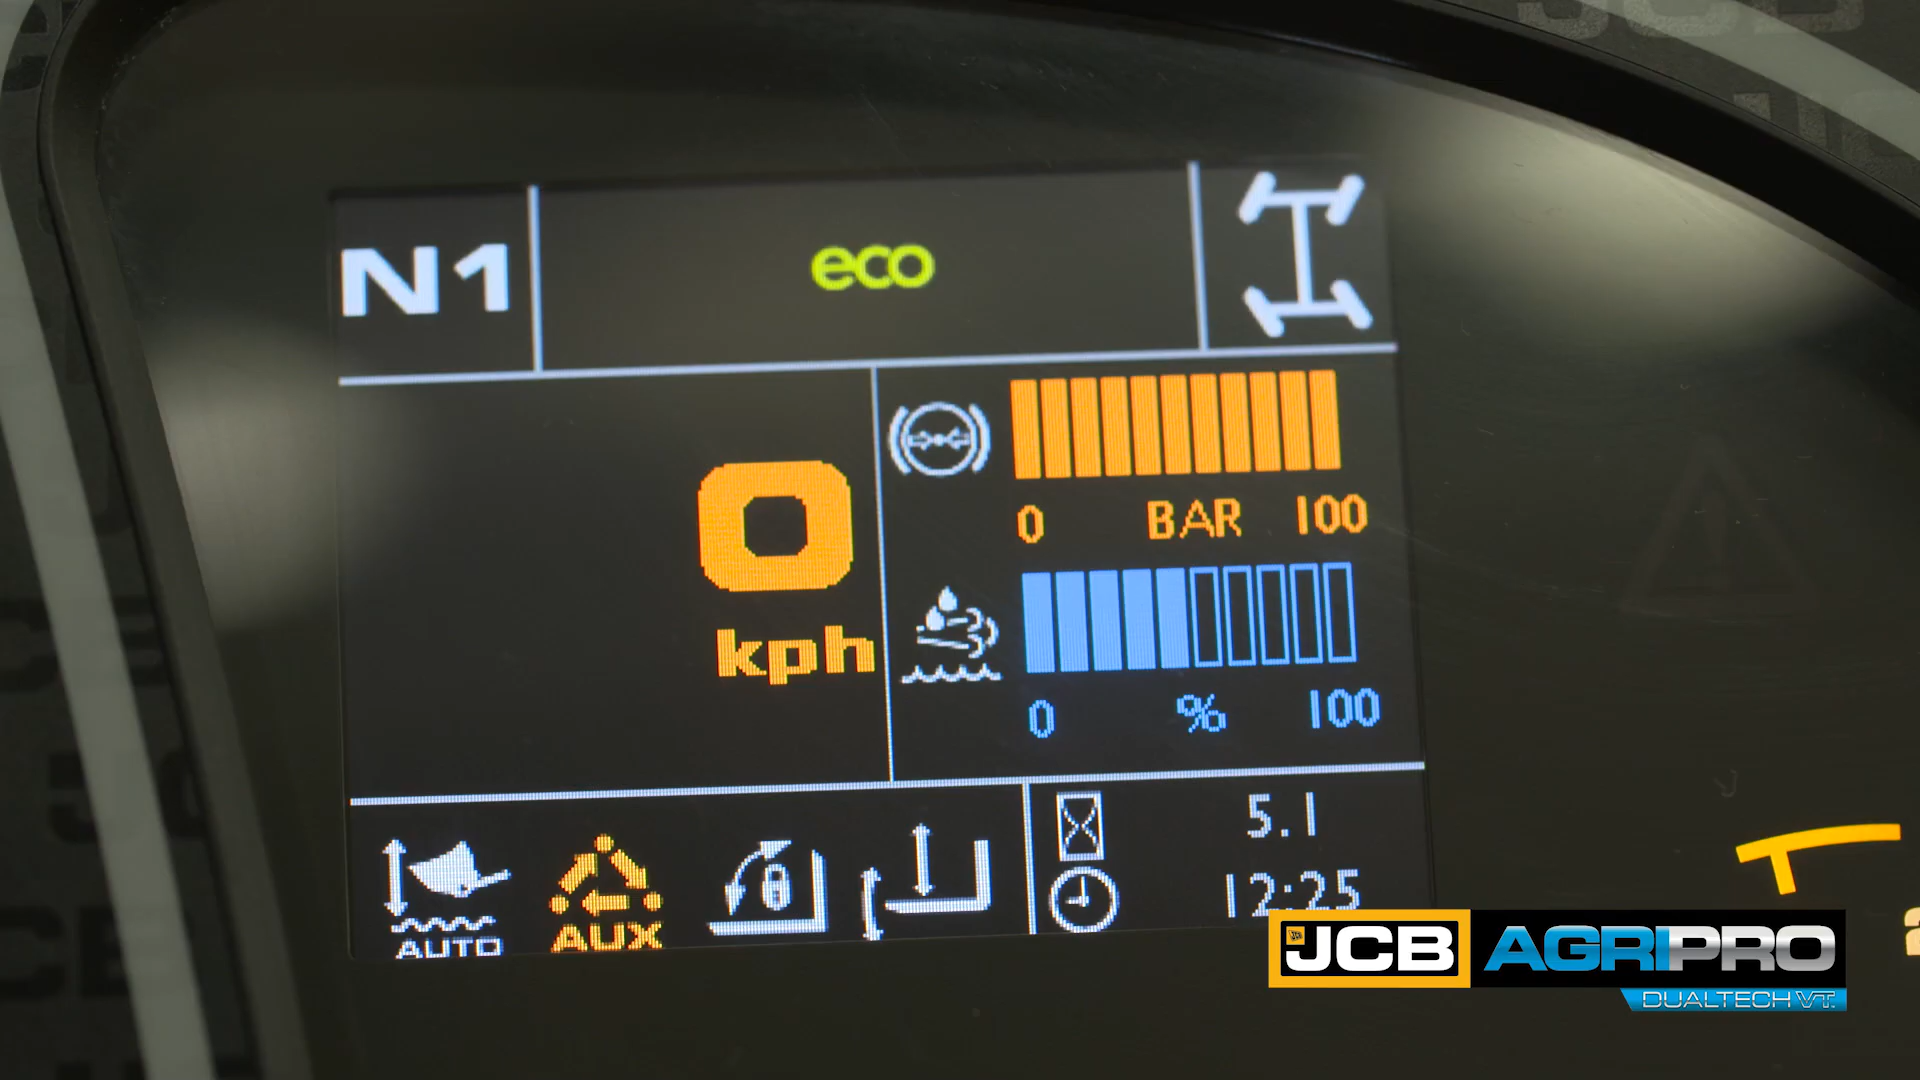 N1
eco
0
kph
0 BAR 100
0 % 100
AUTO
AUX
5.1
12:25
JCB AGRIPRO
DUALTECH VT
JCB